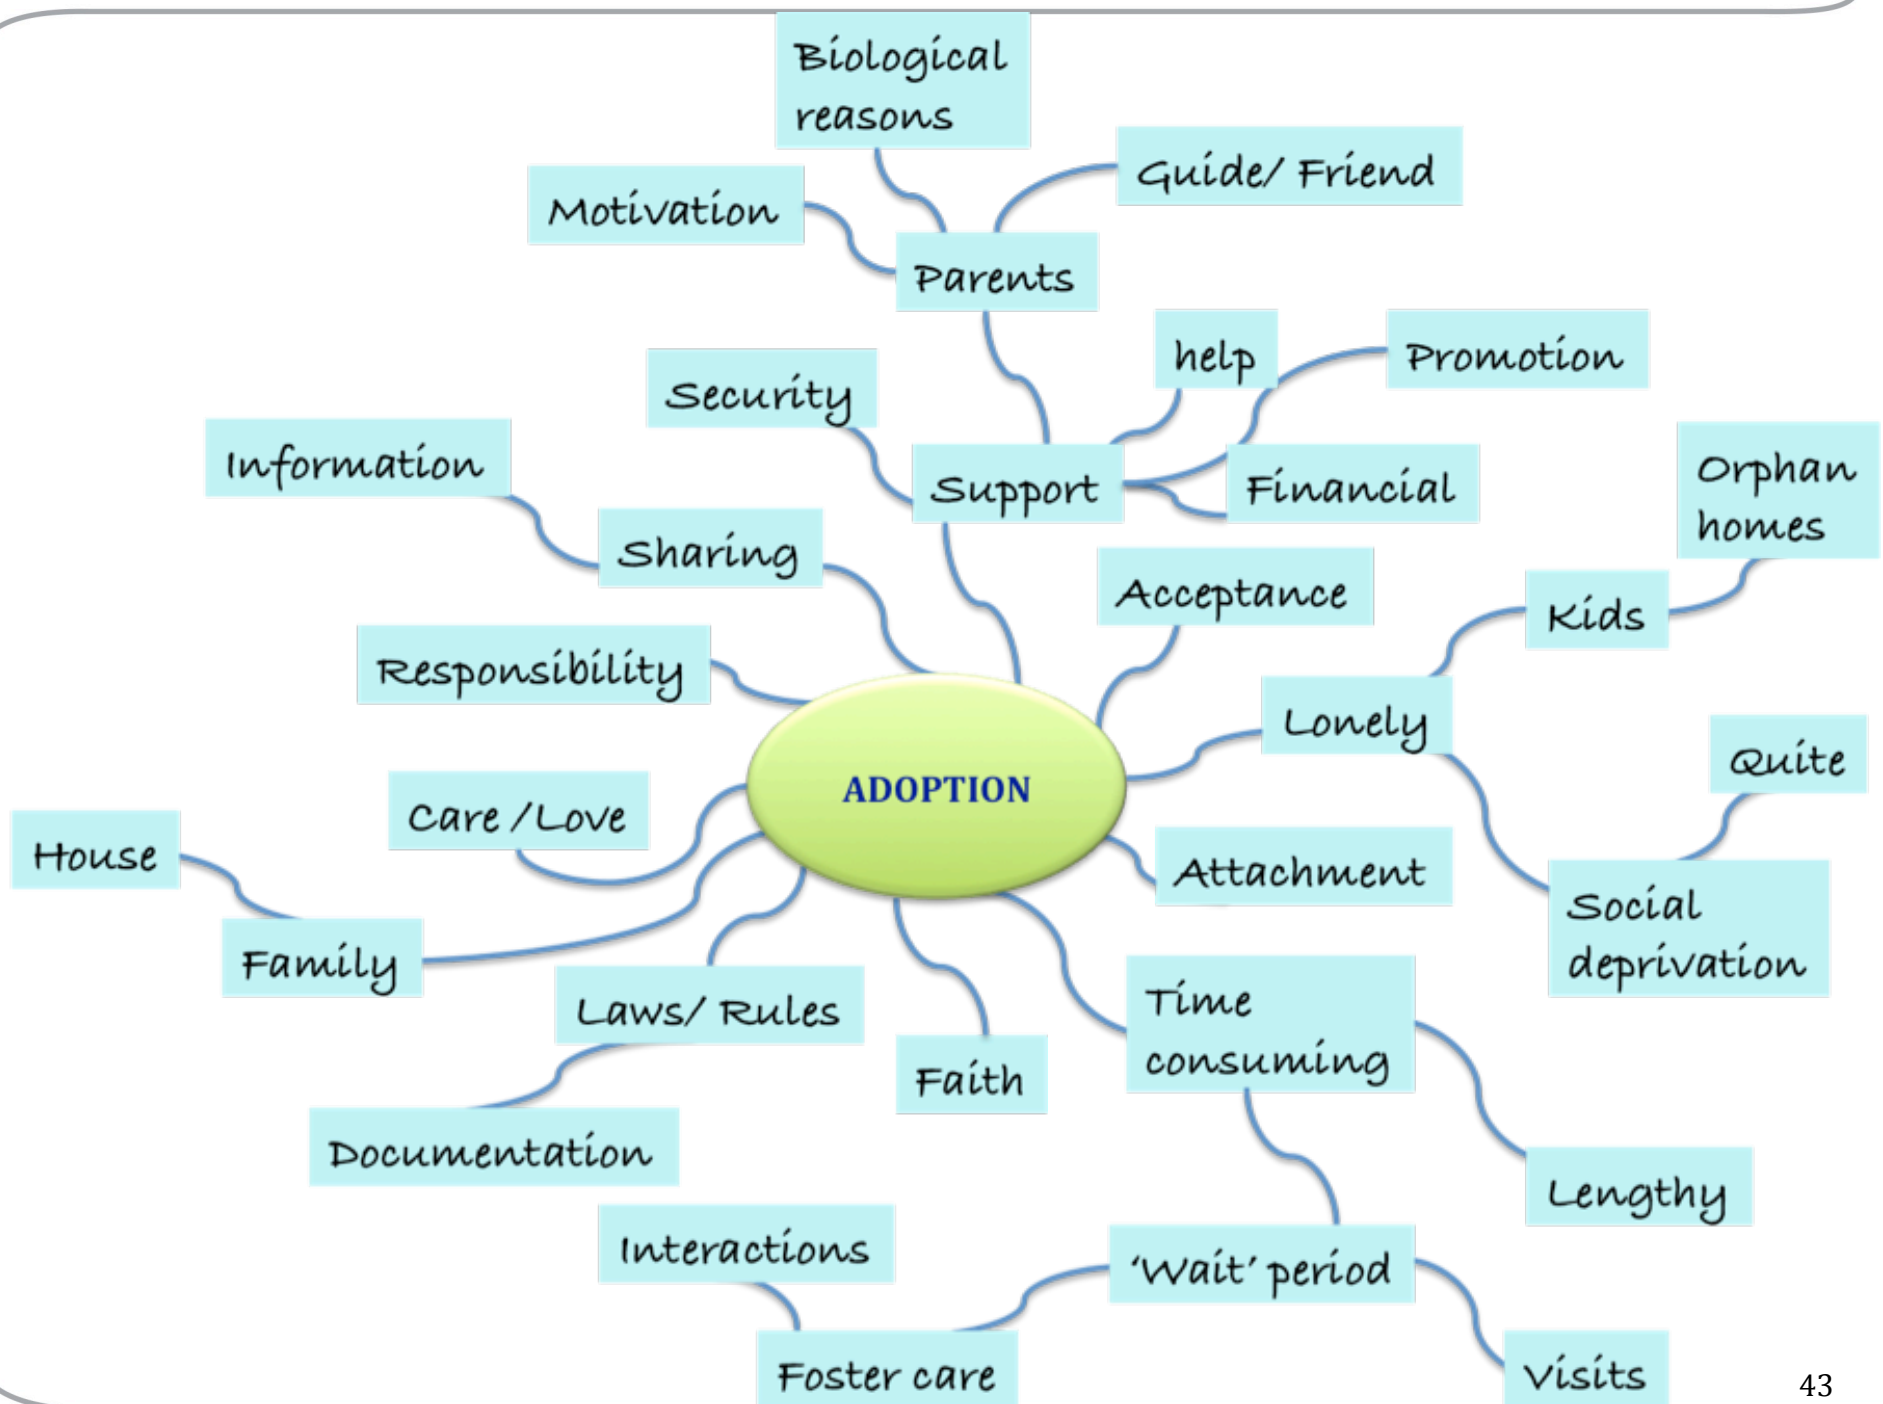 Biological
reasons
Guide/ Friend
Motivation
Parents
help
Promotion
Security
Information
Support
Financial
Orphan
homes
Sharing
Acceptance
Kids
Responsibility
Lonely
Quite
ADOPTION
Care /Love
House
Attachment
Social
deprivation
Family
Laws/ Rules
Time
consuming
Faith
Documentation
Lengthy
Interactions
‘Wait’ period
Foster care
Visits
43